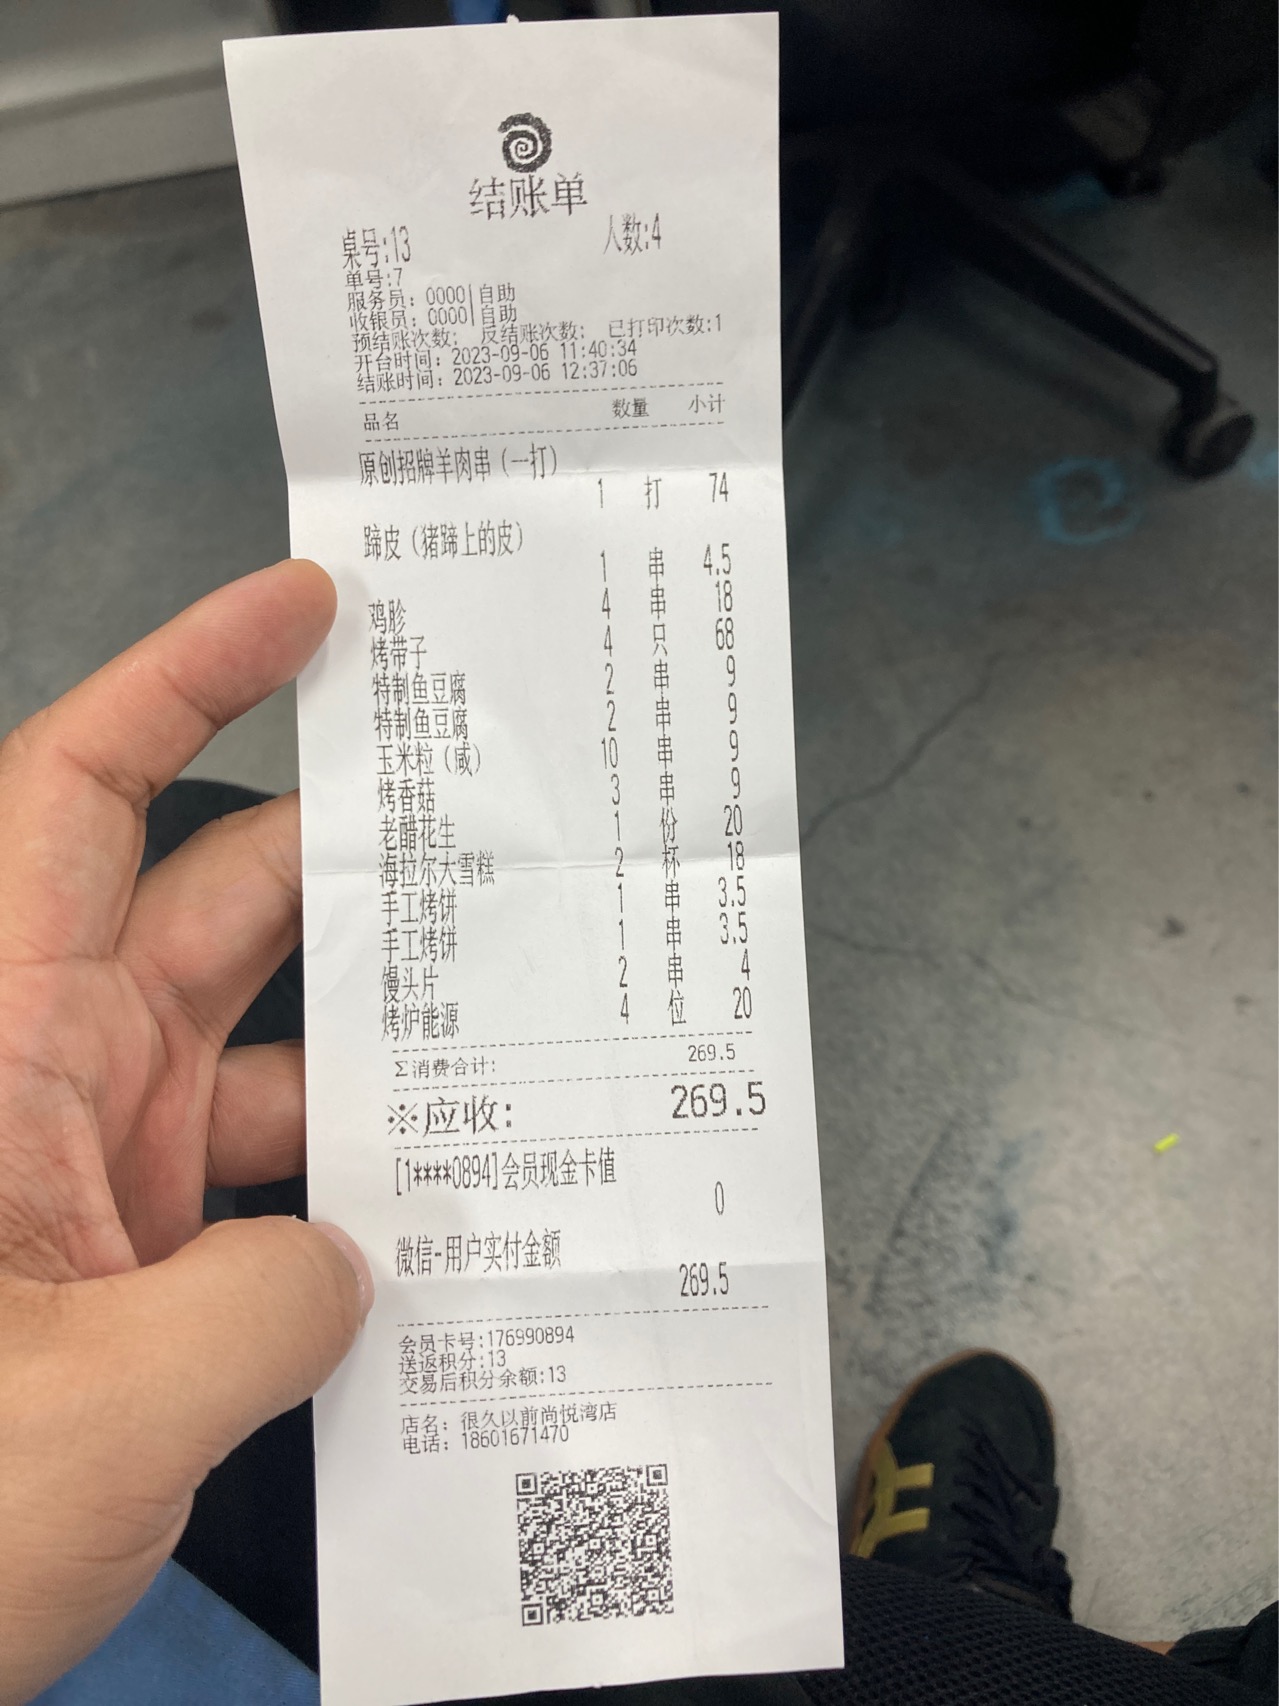 结账单
桌号:13 人数:4
单号:7
服务员: 0000|自助
收银员: 0000|自助
预结账次数: 反结账次数: 已打印次数:1
开台时间: 2023-09-06 11:40:34
结账时间: 2023-09-06 12:37:06
品名 数量 小计
原创招牌羊肉串（一打）
1 打 74
蹄皮（猪蹄上的皮）
1 串 4.5
鸡胗 4 串 18
烤带子 4 只 68
特制鱼豆腐 2 串 9
特制鱼豆腐 2 串 9
玉米粒（咸） 10 串 9
烤香菇 3 串 9
老醋花生 1 份 20
海拉尔大雪糕 2 杯 18
手工烤饼 1 串 3.5
手工烤饼 1 串 3.5
馒头片 2 串 4
烤炉能源 4 位 20
Σ消费合计: 269.5
※应收: 269.5
[1****0894]会员现金卡值
0
微信-用户实付金额
269.5
会员卡号:176990894
送返积分:13
交易后积分余额:13
店名: 很久以前尚悦湾店
电话: 18601671470